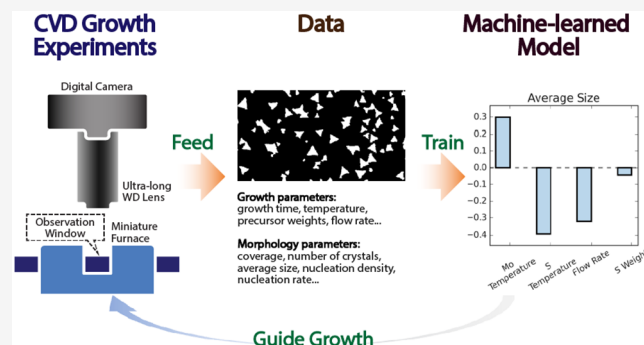 CVD Growth
Experiments
Data
Machine-learned
Model
Digital Camera
Ultra-long
WD Lens
Observation
Window
Miniature
Furnace
Feed
Growth parameters:
growth time, temperature,
precursor weights, flow rate...
Morphology parameters:
coverage, number of crystals,
average size, nucleation density,
nucleation rate...
Train
Average Size
0.3
0.2
0.1
0.0
−0.1
−0.2
−0.3
−0.4
Mo
Temperature
S
Temperature
Flow Rate
S Weight
Guide Growth